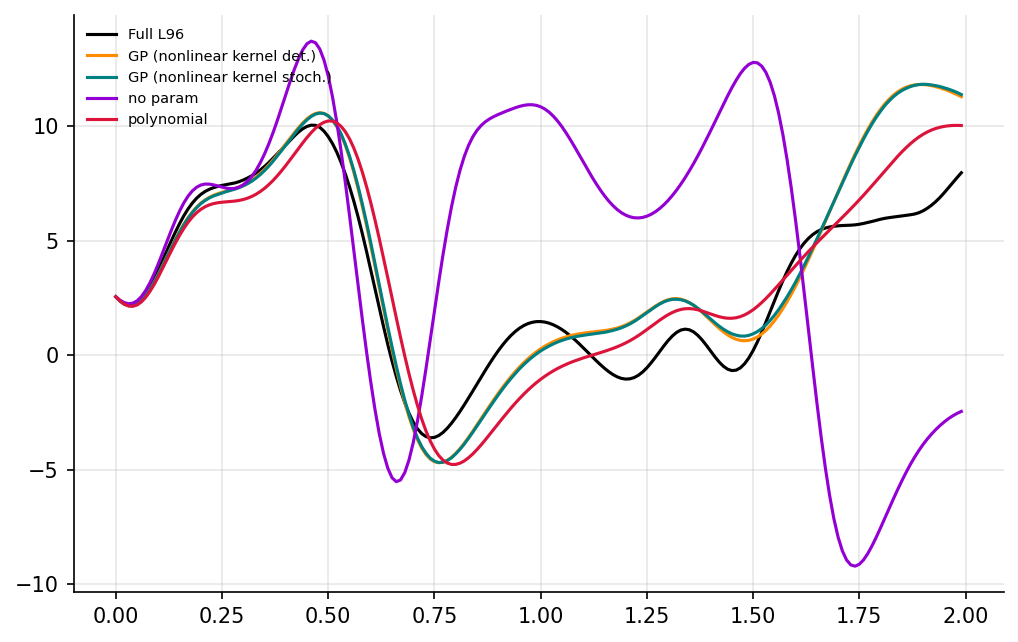 Full L96
GP (nonlinear kernel det.)
GP (nonlinear kernel stoch.)
no param
polynomial
10
5
0
−5
−10
0.00 0.25 0.50 0.75 1.00 1.25 1.50 1.75 2.00